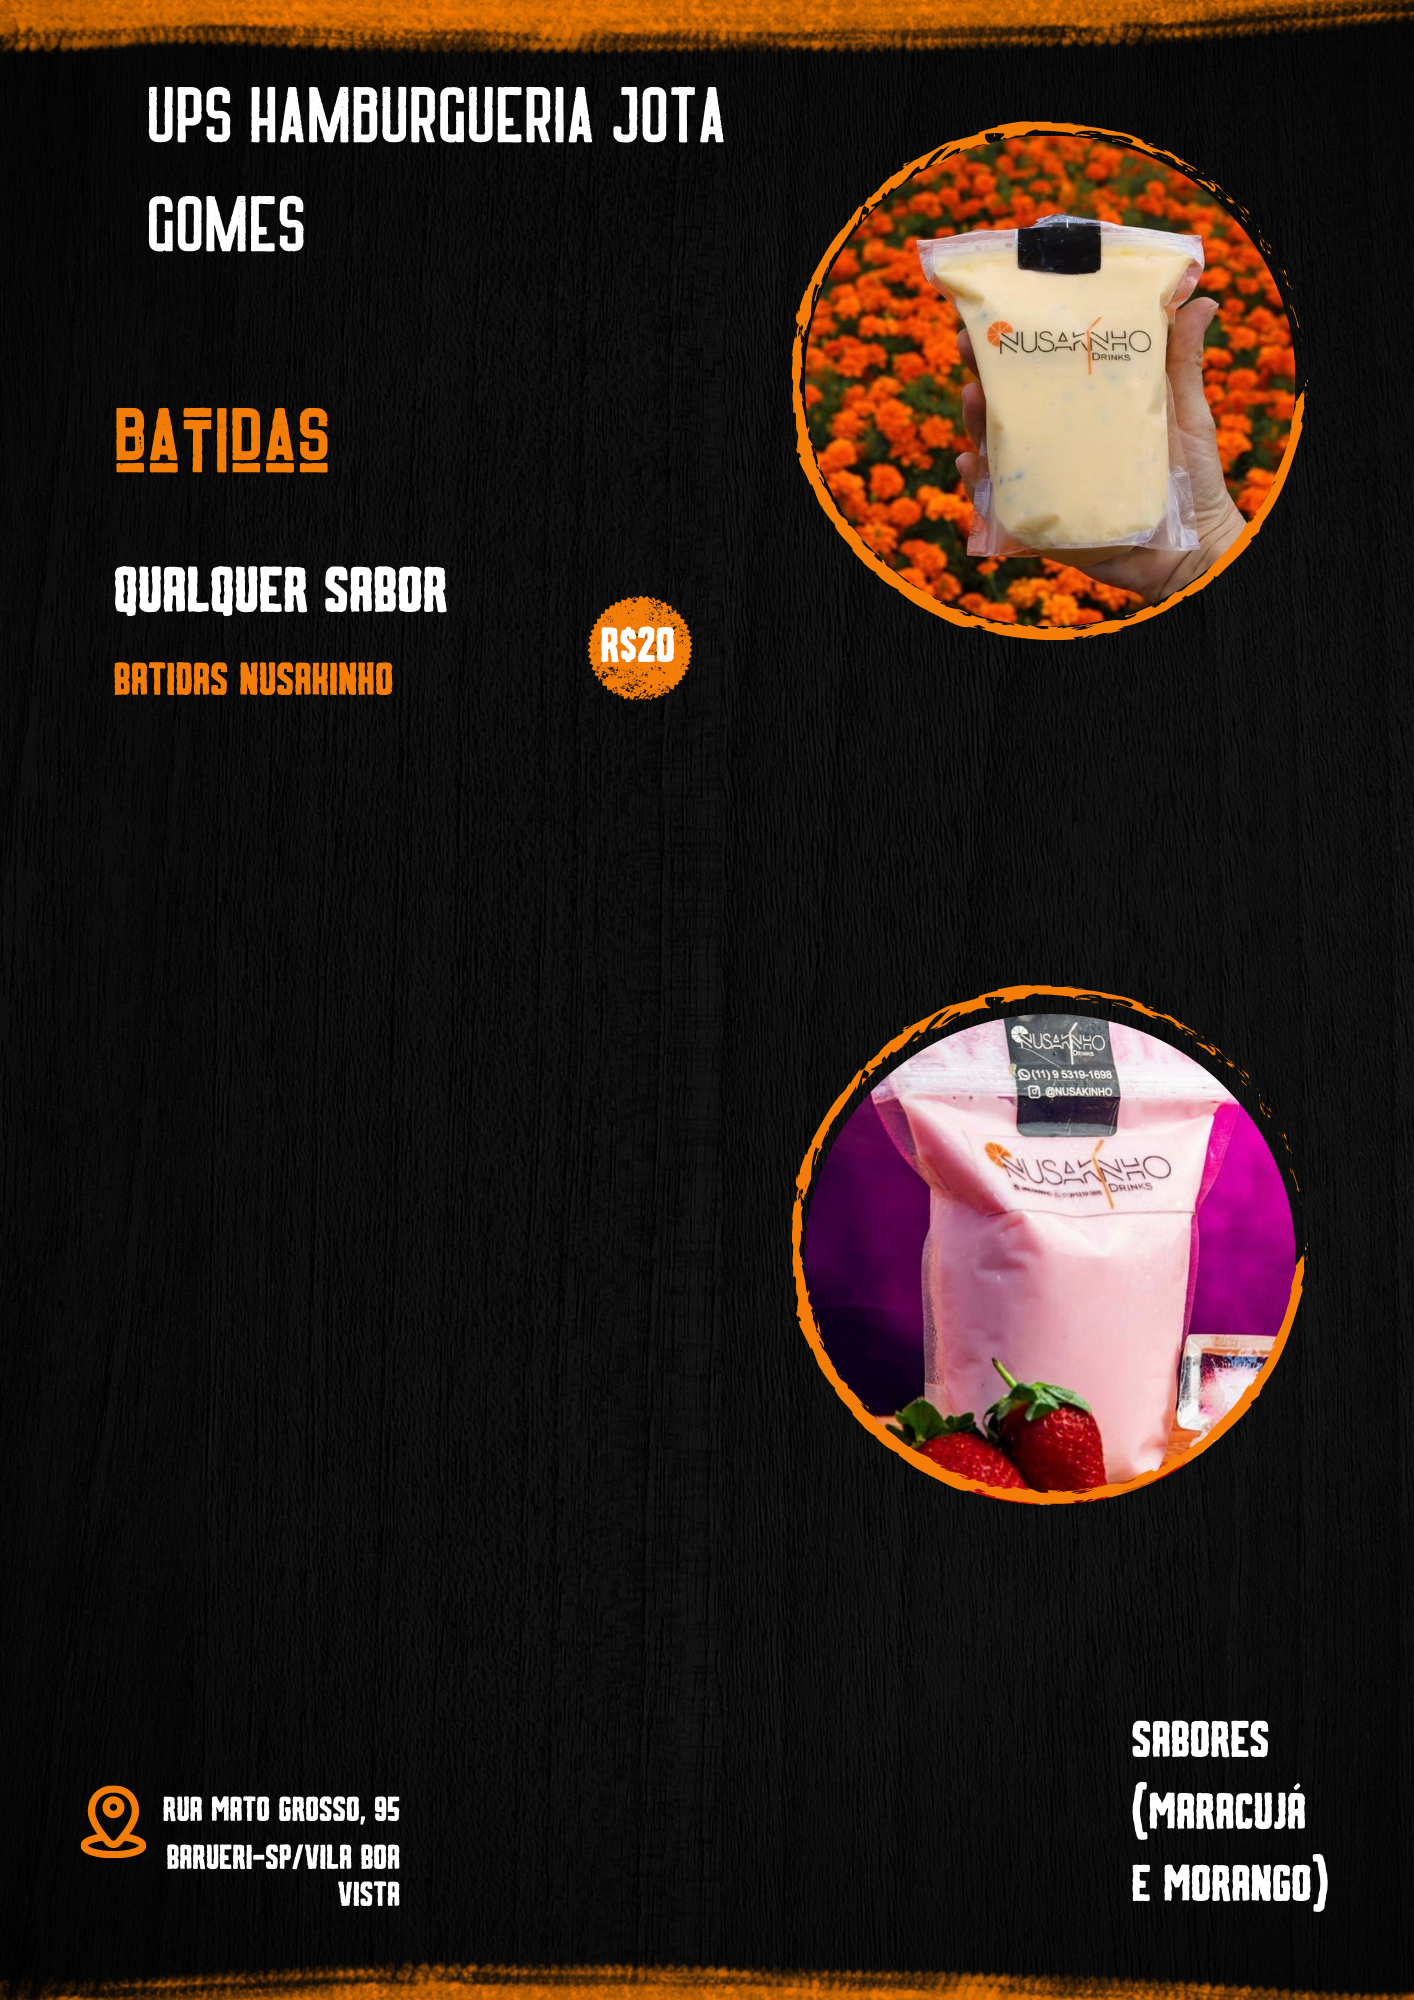 UPS HAMBURGUERIA JOTA
GOMES
NUSAKINHO
DRINKS
BATIDAS
QUALQUER SABOR
R$20
BATIDAS NUSAKINHO
NUSAKINHO
DRINKS
(11) 9 5319-1698
@NUSAKINHO
NUSAKINHO
DRINKS
SABORES
(MARACUJÁ
E MORANGO)
RUA MATO GROSSO, 95
BARUERI-SP/VILA BOA
VISTA